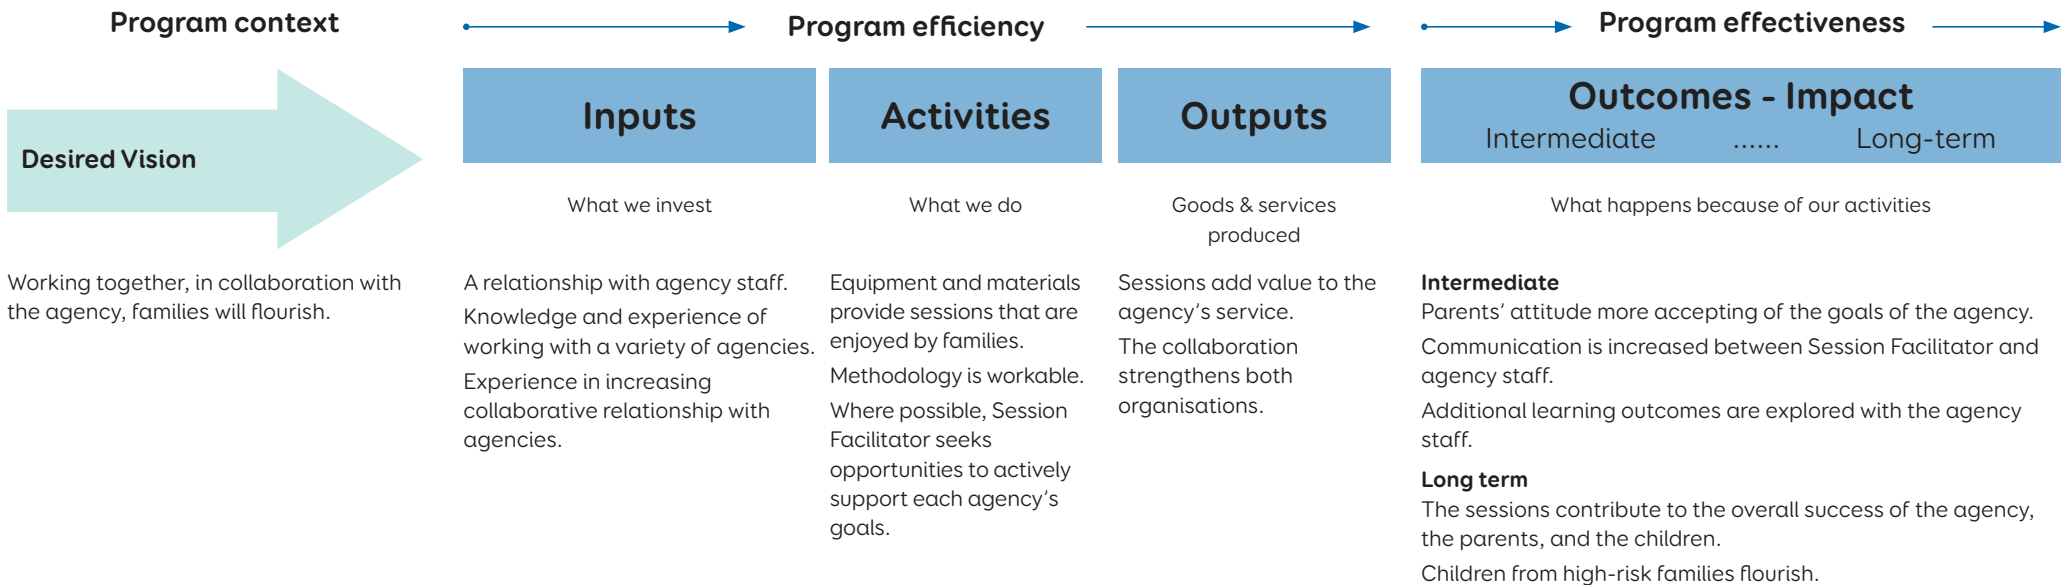 Program context
Program efficiency
Program effectiveness
Desired Vision
Inputs
Activities
Outputs
Outcomes - Impact
Intermediate ...... Long-term
What we invest
What we do
Goods & services
produced
What happens because of our activities
Working together, in collaboration with
the agency, families will flourish.
A relationship with agency staff.
Knowledge and experience of
working with a variety of agencies.
Experience in increasing
collaborative relationship with
agencies.
Equipment and materials
provide sessions that are
enjoyed by families.
Methodology is workable.
Where possible, Session
Facilitator seeks
opportunities to actively
support each agency’s
goals.
Sessions add value to the
agency’s service.
The collaboration
strengthens both
organisations.
Intermediate
Parents’ attitude more accepting of the goals of the agency.
Communication is increased between Session Facilitator and
agency staff.
Additional learning outcomes are explored with the agency
staff.
Long term
The sessions contribute to the overall success of the agency,
the parents, and the children.
Children from high-risk families flourish.